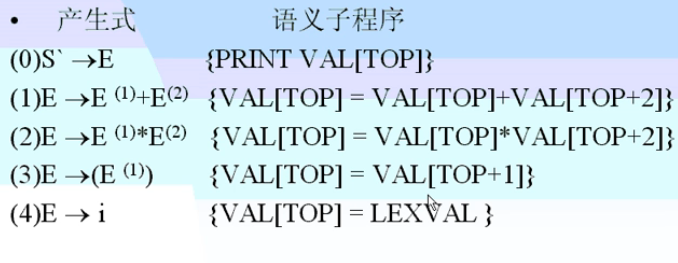 • 产生式 语义子程序
(0)S` →E {PRINT VAL[TOP]}
(1)E →E (1)+E(2) {VAL[TOP] = VAL[TOP]+VAL[TOP+2]}
(2)E →E (1)*E(2) {VAL[TOP] = VAL[TOP]*VAL[TOP+2]}
(3)E →(E (1)) {VAL[TOP] = VAL[TOP+1]}
(4)E → i {VAL[TOP] = LEXVAL }